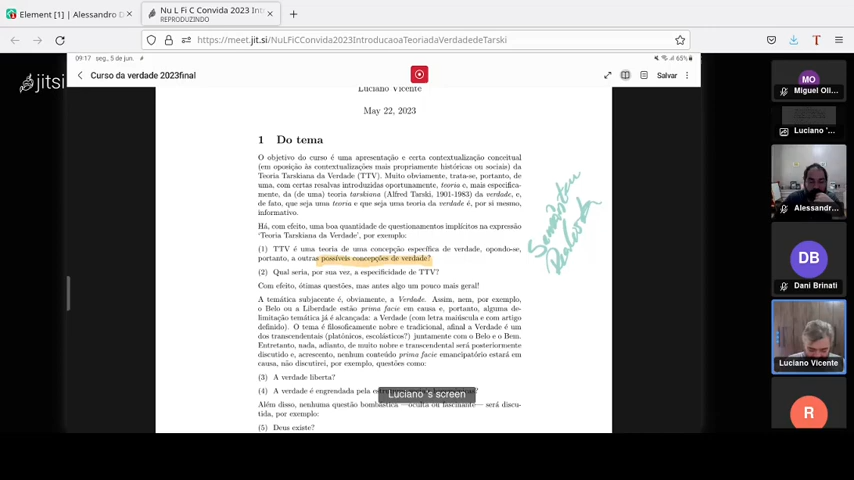 Element [1] | Alessandro D
Nu L Fi C Convida 2023 Intr
REPRODUZINDO
https://meet.jit.si/NuLFiCConvida2023IntroducaoaTeoriadaVerdadedeTarski
jitsi
09:17 seg., 5 de jun.
65%
Curso da verdade 2023final
Salvar
Luciano Vicente
May 22, 2023
1 Do tema
O objetivo do curso é uma apresentação e certa contextualização conceitual
(em oposição às contextualizações mais propriamente históricas ou sociais) da
Teoria Tarskiana da Verdade (TTV). Muito obviamente, trata-se, portanto, de
uma, com certas resalvas introduzidas oportunamente, teoria e, mais especifica-
mente, da (de uma) teoria tarskiana (Alfred Tarski, 1901-1983) da verdade, e,
de fato, que seja uma teoria e que seja uma teoria da verdade é, por si mesmo,
informativo.
Há, com efeito, uma boa quantidade de questionamentos implícitos na expressão
'Teoria Tarskiana da Verdade', por exemplo:
(1) TTV é uma teoria de uma concepção específica de verdade, opondo-se,
portanto, a outras possíveis concepções de verdade?
(2) Qual seria, por sua vez, a especificidade de TTV?
Com efeito, ótimas questões, mas antes algo um pouco mais geral!
A temática subjacente é, obviamente, a Verdade. Assim, nem, por exemplo,
o Belo ou a Liberdade estão prima facie em causa e, portanto, alguma de-
limitação temática já é alcançada: a Verdade (com letra maiúscula e com artigo
definido). O tema é filosoficamente nobre e tradicional, afinal a Verdade é um
dos transcendentais (platônicos, escolásticos?) juntamente com o Belo e o Bem.
Entretanto, nada, adianto, de muito nobre e transcendental será posteriormente
discutido e, acrescento, nenhum conteúdo prima facie emancipatório estará em
causa, não discutirei, por exemplo, questões como:
(3) A verdade liberta?
(4) A verdade é engendrada pela
Luciano 's screen
Além disso, nenhuma questão bombástica —oculta ou fascinante— será discu-
tida, por exemplo:
(5) Deus existe?
MO
Miguel Oli...
Luciano '...
Alessandr...
DB
Dani Brinati
Luciano Vicente
R